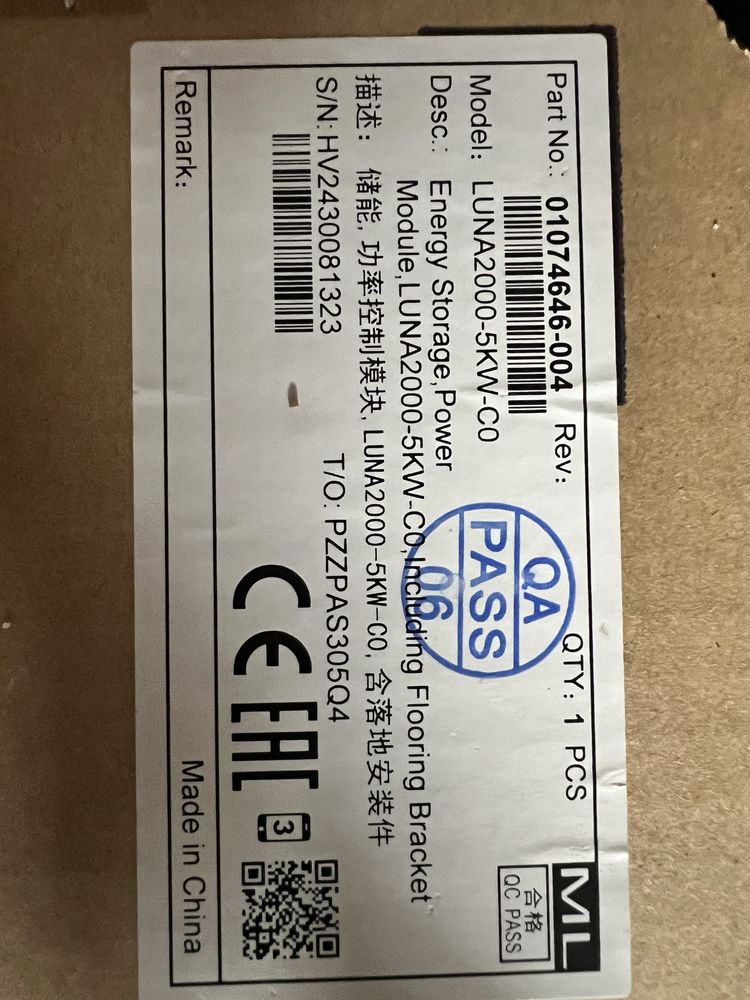 Part No.: 01074646-004 Rev: QTY: 1 PCS ML
Model: LUNA2000-5KW-C0
合格
QC PASS
Desc.: Energy Storage,Power
Module,LUNA2000-5KW-C0,Including Flooring Bracket
QA
PASS
06
描述: 储能,功率控制模块,LUNA2000-5KW-C0,含落地安装件
S/N: HV2430081323 T/O: PZZPAS305Q4
CE EAC 3
Remark: Made in China